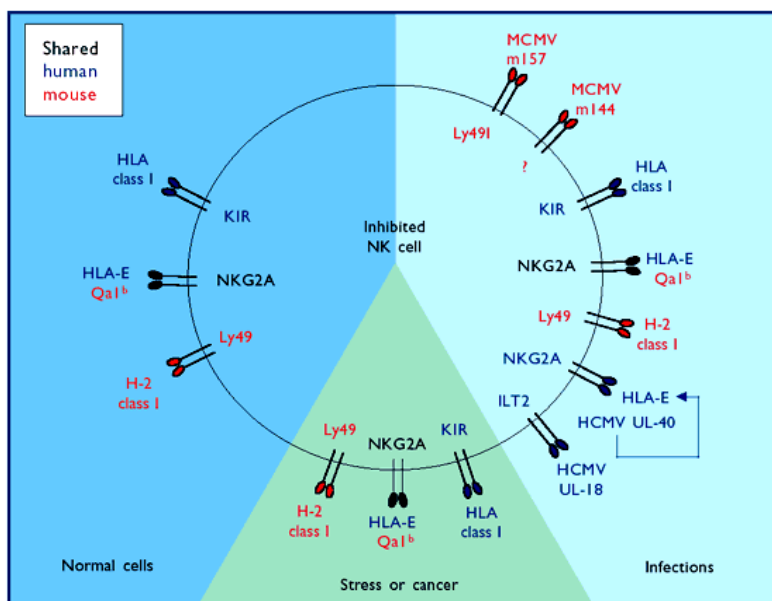 Shared
human
mouse
MCMV
m157
MCMV
m144
Ly49I
?
HLA
class I
KIR
HLA
class I
KIR
Inhibited
NK cell
HLA-E
Qa1ᵇ
NKG2A
NKG2A
HLA-E
Qa1ᵇ
Ly49
Ly49
H-2
class I
H-2
class I
NKG2A
HLA-E
ILT2
HCMV UL-40
Ly49
NKG2A
KIR
HCMV
UL-18
H-2
class I
HLA-E
Qa1ᵇ
HLA
class I
Normal cells
Stress or cancer
Infections